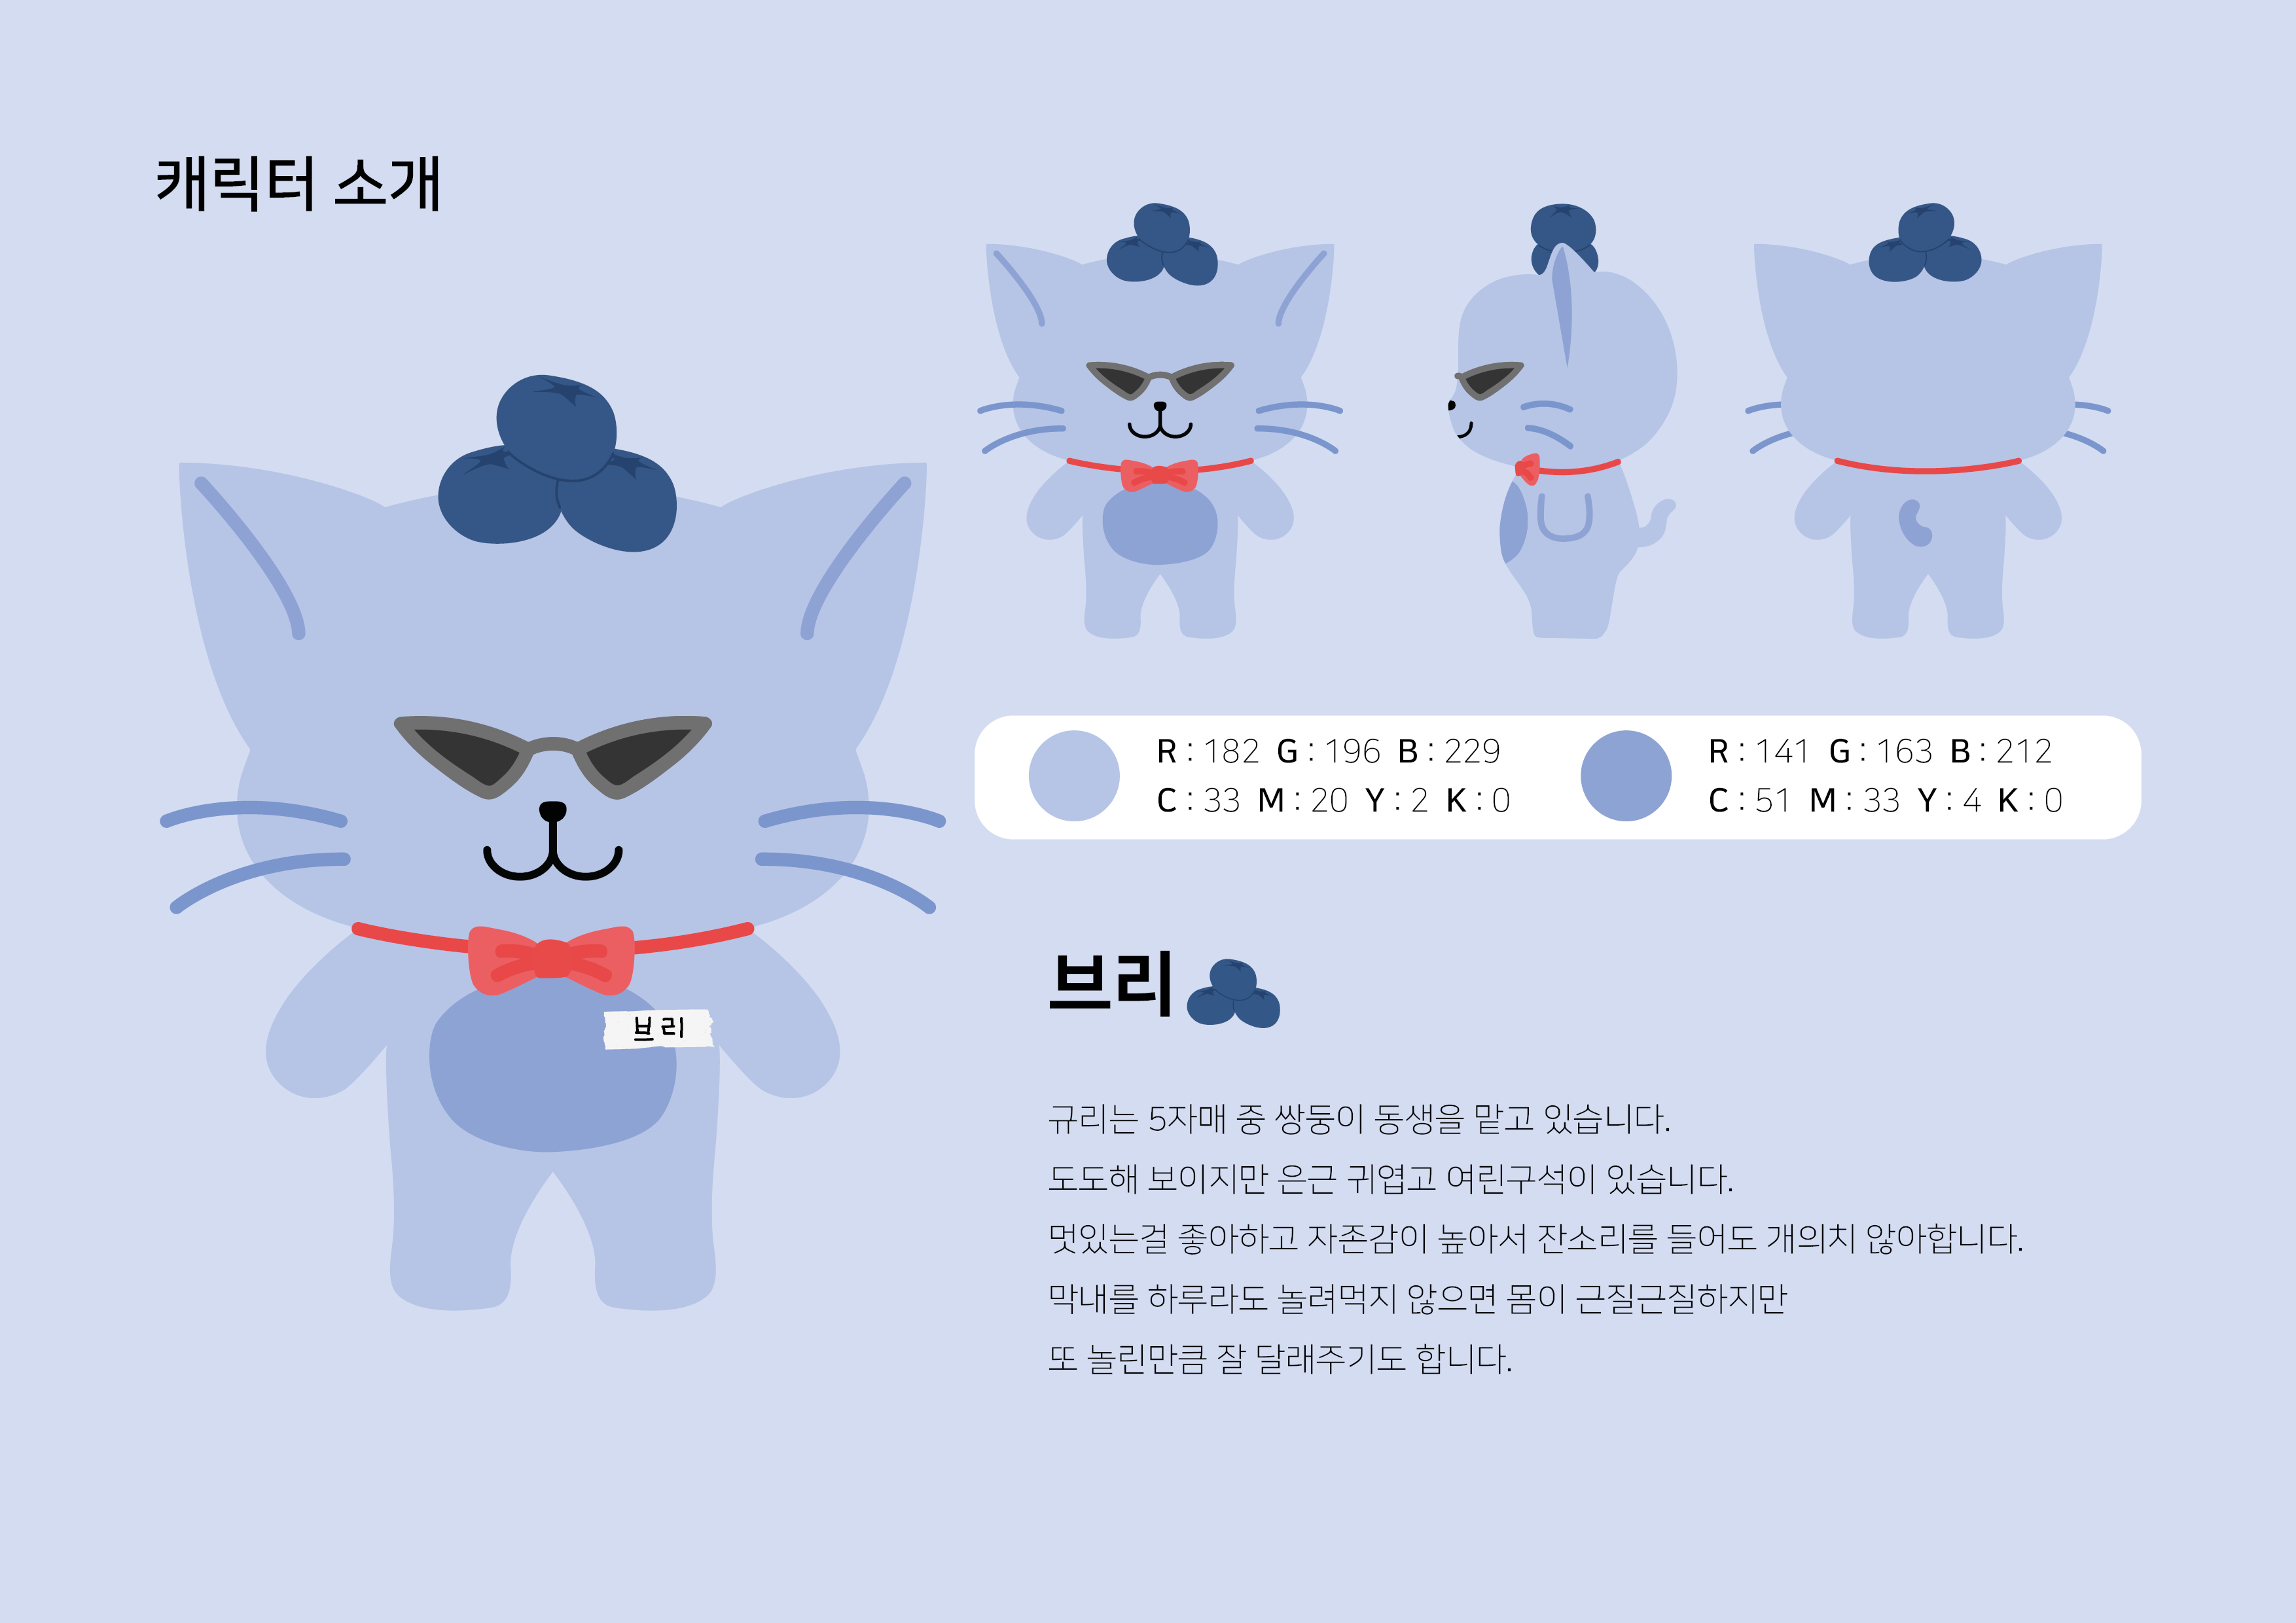 캐릭터 소개
R : 182 G : 196 B : 229
C : 33 M : 20 Y : 2 K : 0
R : 141 G : 163 B : 212
C : 51 M : 33 Y : 4 K : 0
브리
브리
규리는 5자매 중 쌍둥이 동생을 맡고 있습니다.
도도해 보이지만 은근 귀엽고 여린구석이 있습니다.
멋있는걸 좋아하고 자존감이 높아서 잔소리를 들어도 개의치 않아합니다.
막내를 하루라도 놀려먹지 않으면 몸이 근질근질하지만
또 놀린만큼 잘 달래주기도 합니다.